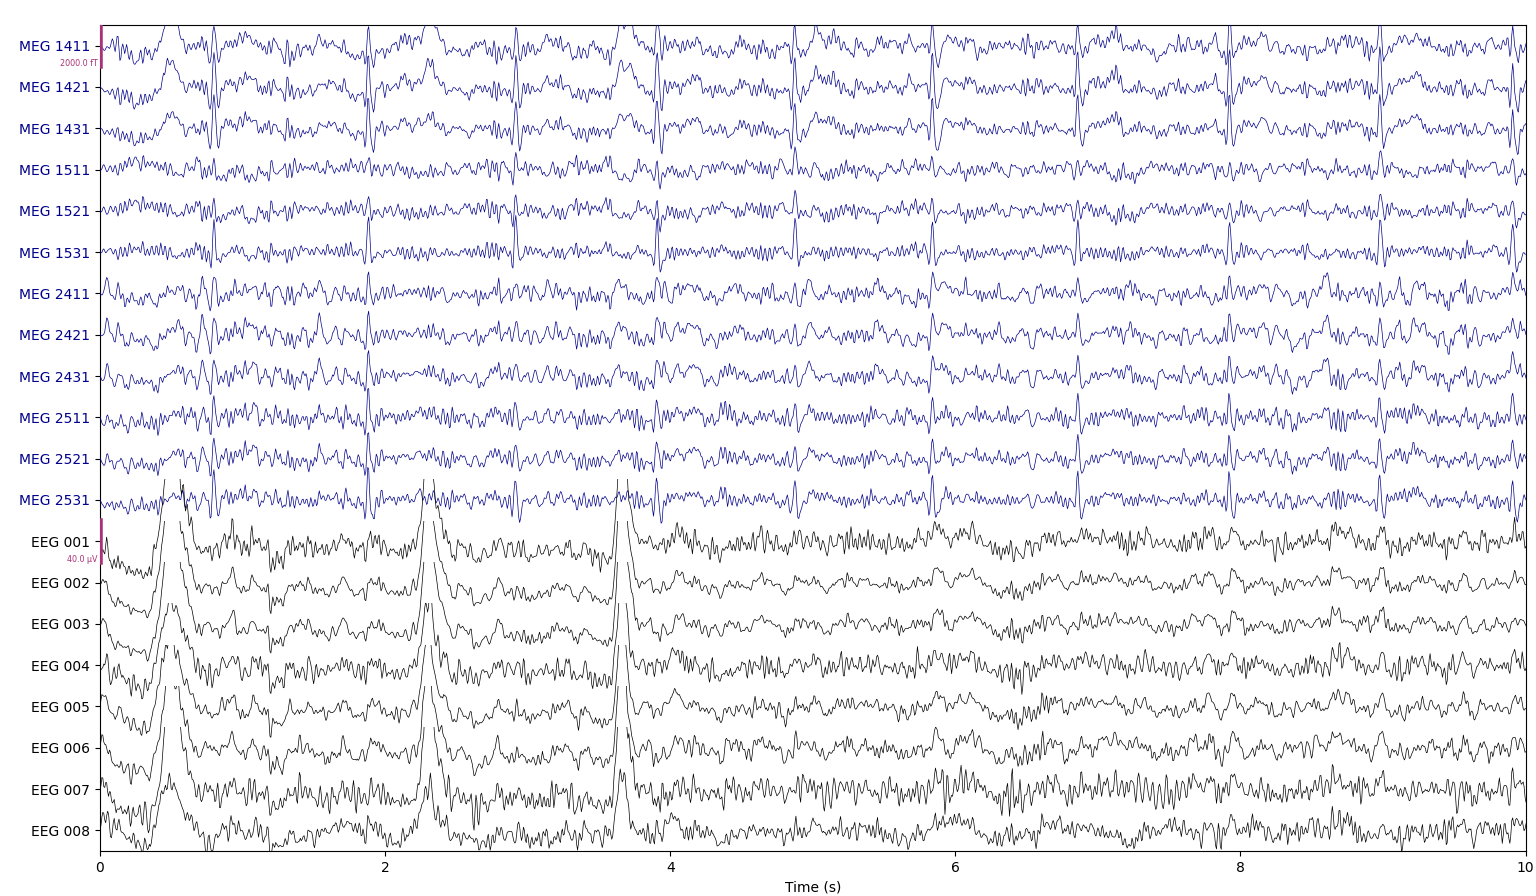 MEG 1411
2000.0 fT
MEG 1421
MEG 1431
MEG 1511
MEG 1521
MEG 1531
MEG 2411
MEG 2421
MEG 2431
MEG 2511
MEG 2521
MEG 2531
EEG 001
40.0 µV
EEG 002
EEG 003
EEG 004
EEG 005
EEG 006
EEG 007
EEG 008
0 2 4 6 8 10
Time (s)